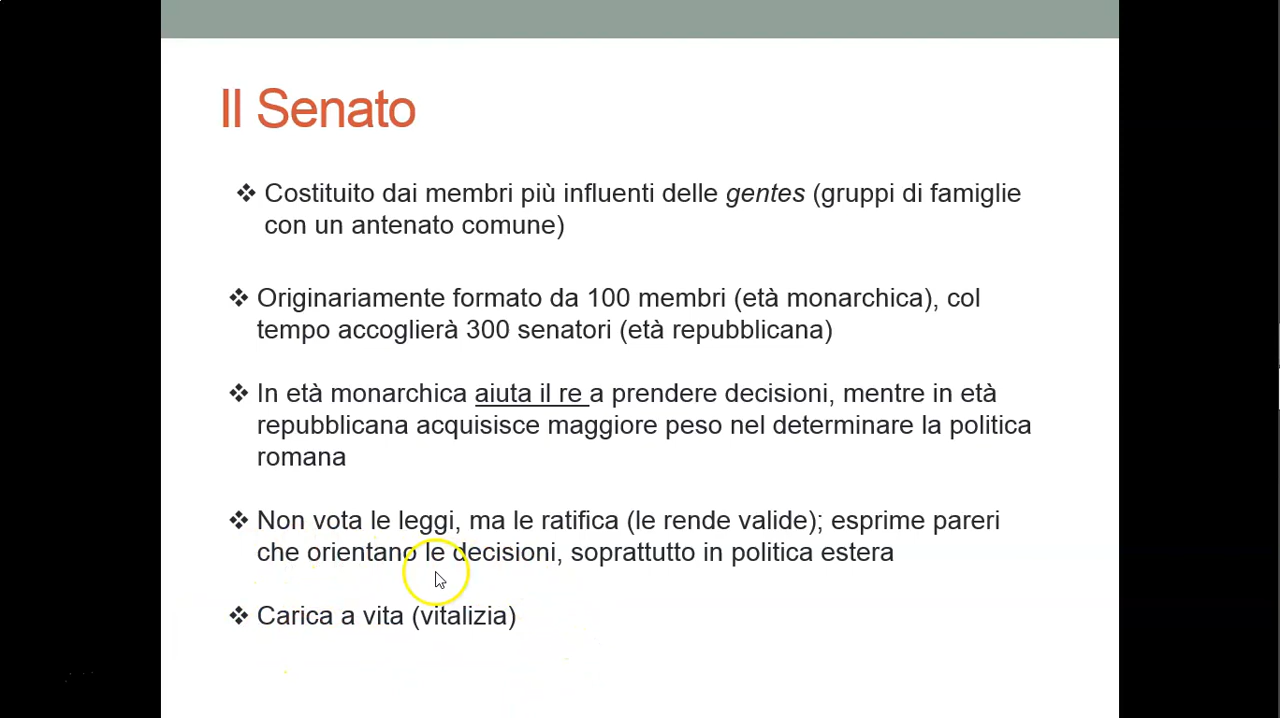 Il Senato
❖ Costituito dai membri più influenti delle gentes (gruppi di famiglie
con un antenato comune)
❖ Originariamente formato da 100 membri (età monarchica), col
tempo accoglierà 300 senatori (età repubblicana)
❖ In età monarchica aiuta il re a prendere decisioni, mentre in età
repubblicana acquisisce maggiore peso nel determinare la politica
romana
❖ Non vota le leggi, ma le ratifica (le rende valide); esprime pareri
che orientano le decisioni, soprattutto in politica estera
❖ Carica a vita (vitalizia)